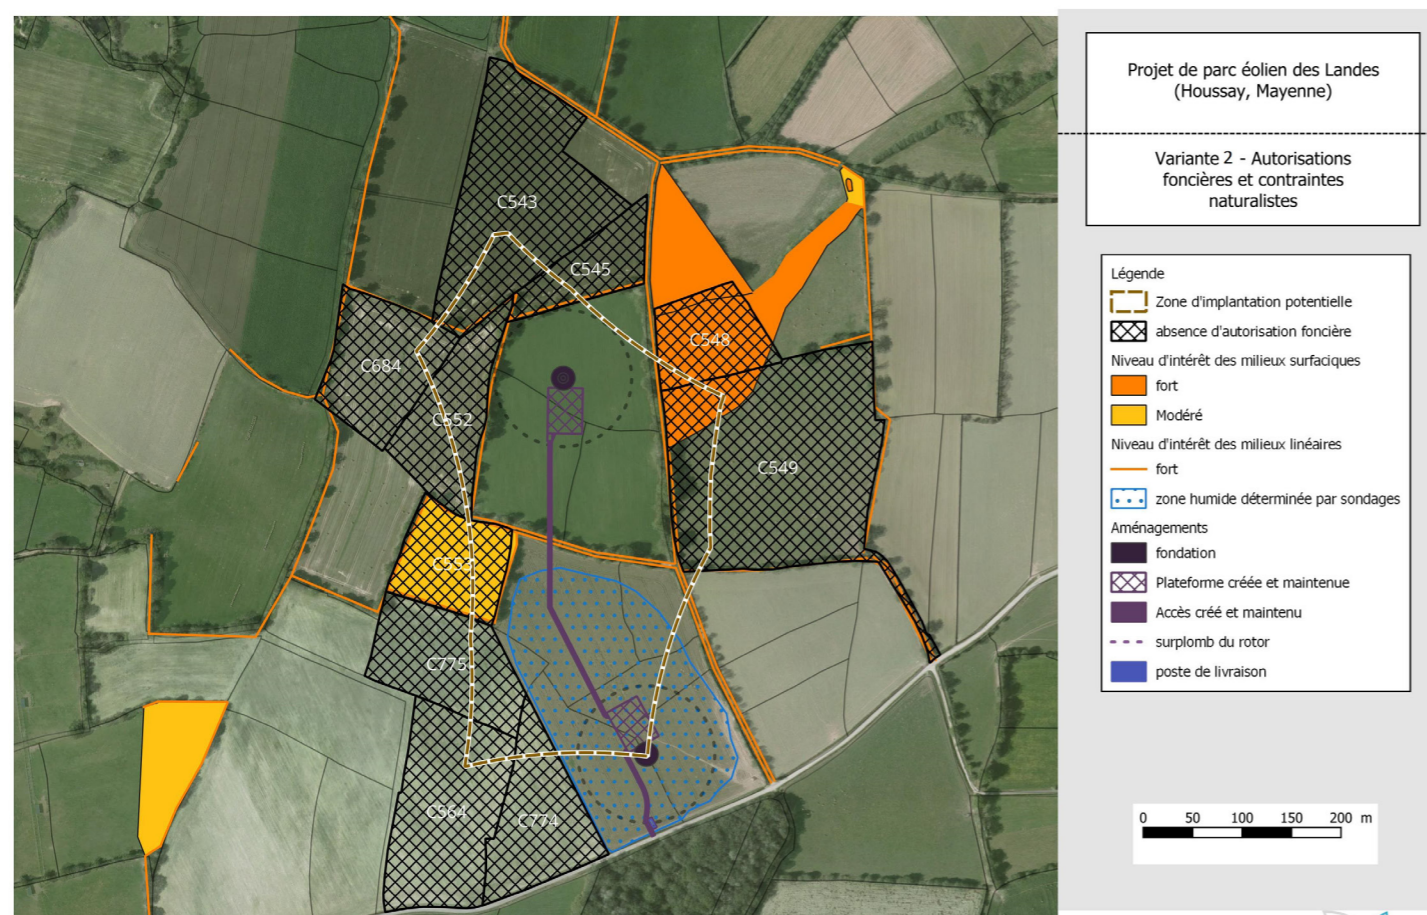 Projet de parc éolien des Landes
(Houssay, Mayenne)
Variante 2 - Autorisations
foncières et contraintes
naturalistes
Légende
Zone d'implantation potentielle
absence d'autorisation foncière
Niveau d'intérêt des milieux surfaciques
fort
Modéré
Niveau d'intérêt des milieux linéaires
fort
zone humide déterminée par sondages
Aménagements
fondation
Plateforme créée et maintenue
Accès créé et maintenu
surplomb du rotor
poste de livraison
0 50 100 150 200 m
C543
C545
C548
C684
C552
C549
C553
C775
C564
C774